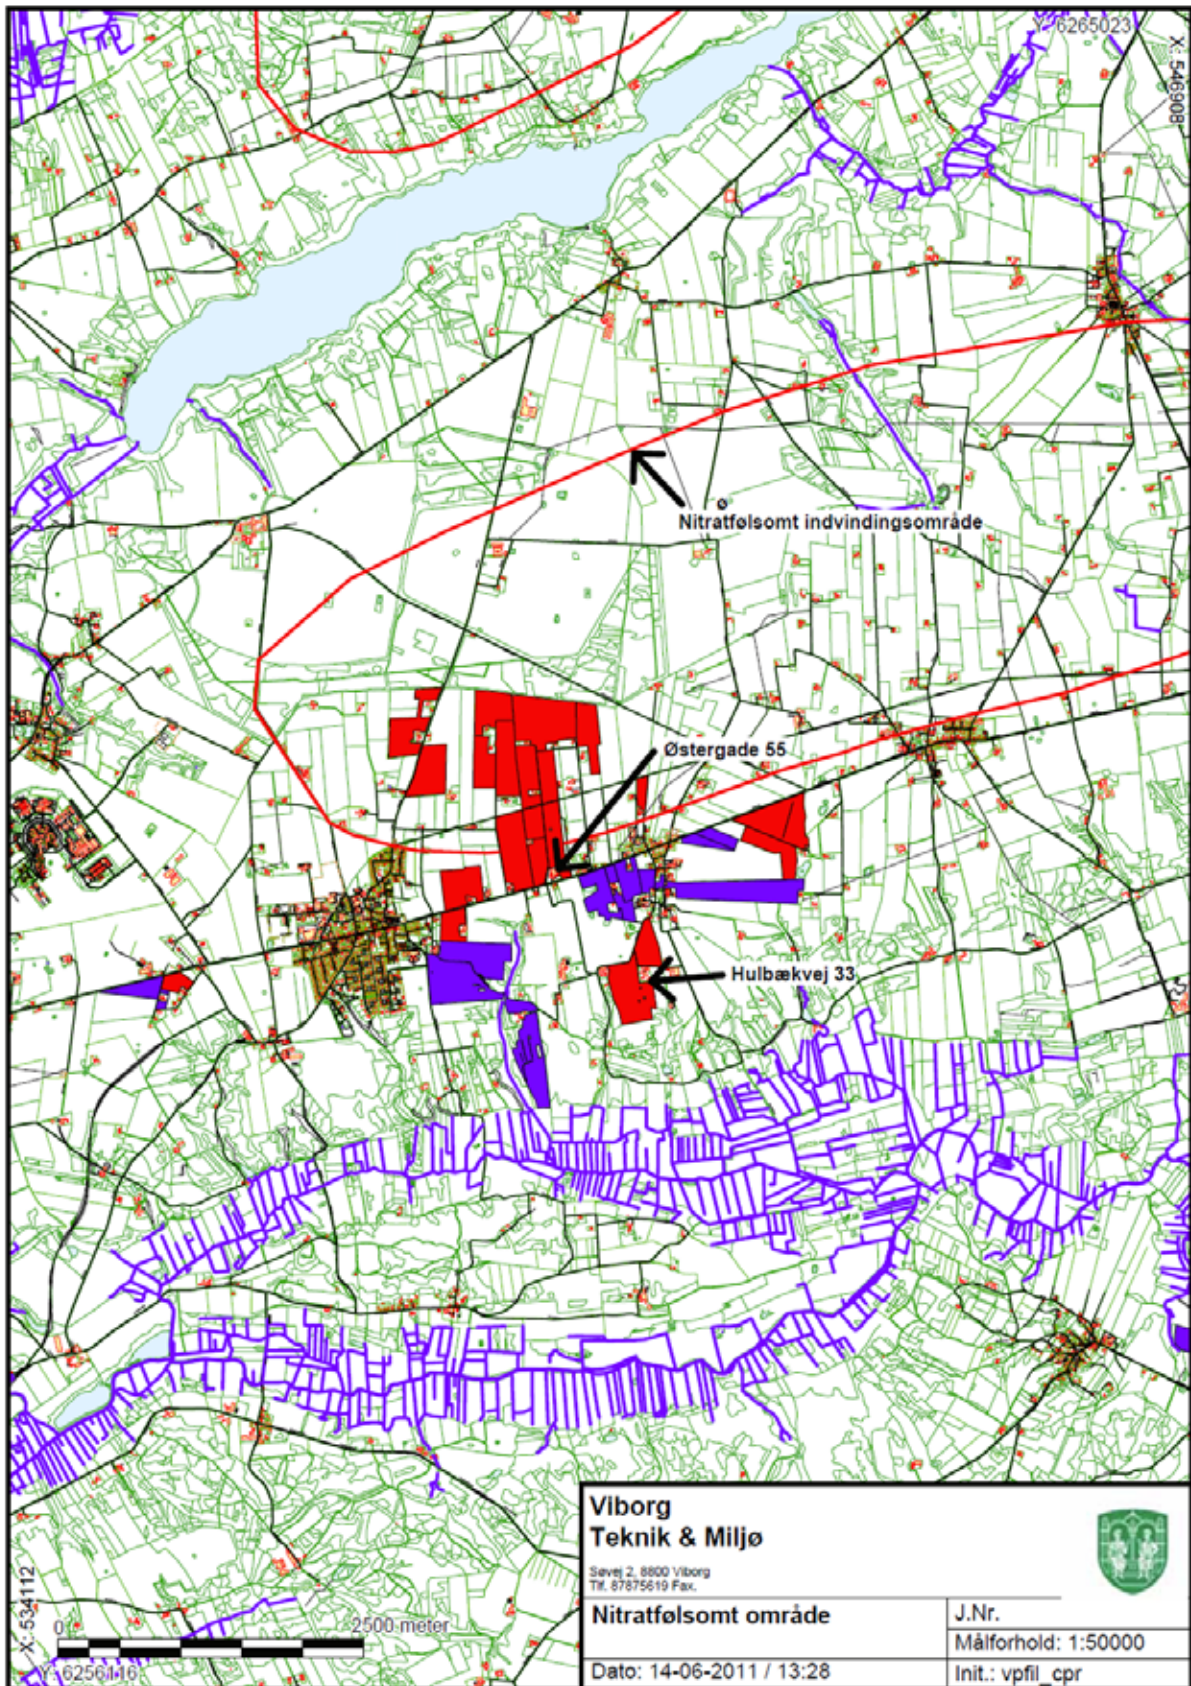 Y: 6265023
X: 546908
Nitratfølsomt indvindingsområde
Østergade 55
Hulbækvej 33
Viborg
Teknik & Miljø
Søvej 2, 8800 Viborg
Tlf. 87875619 Fax.
Nitratfølsomt område
J.Nr.
Målforhold: 1:50000
Dato: 14-06-2011 / 13:28
Init.: vpfil_cpr
X: 534112
0
2500 meter
Y: 6256116